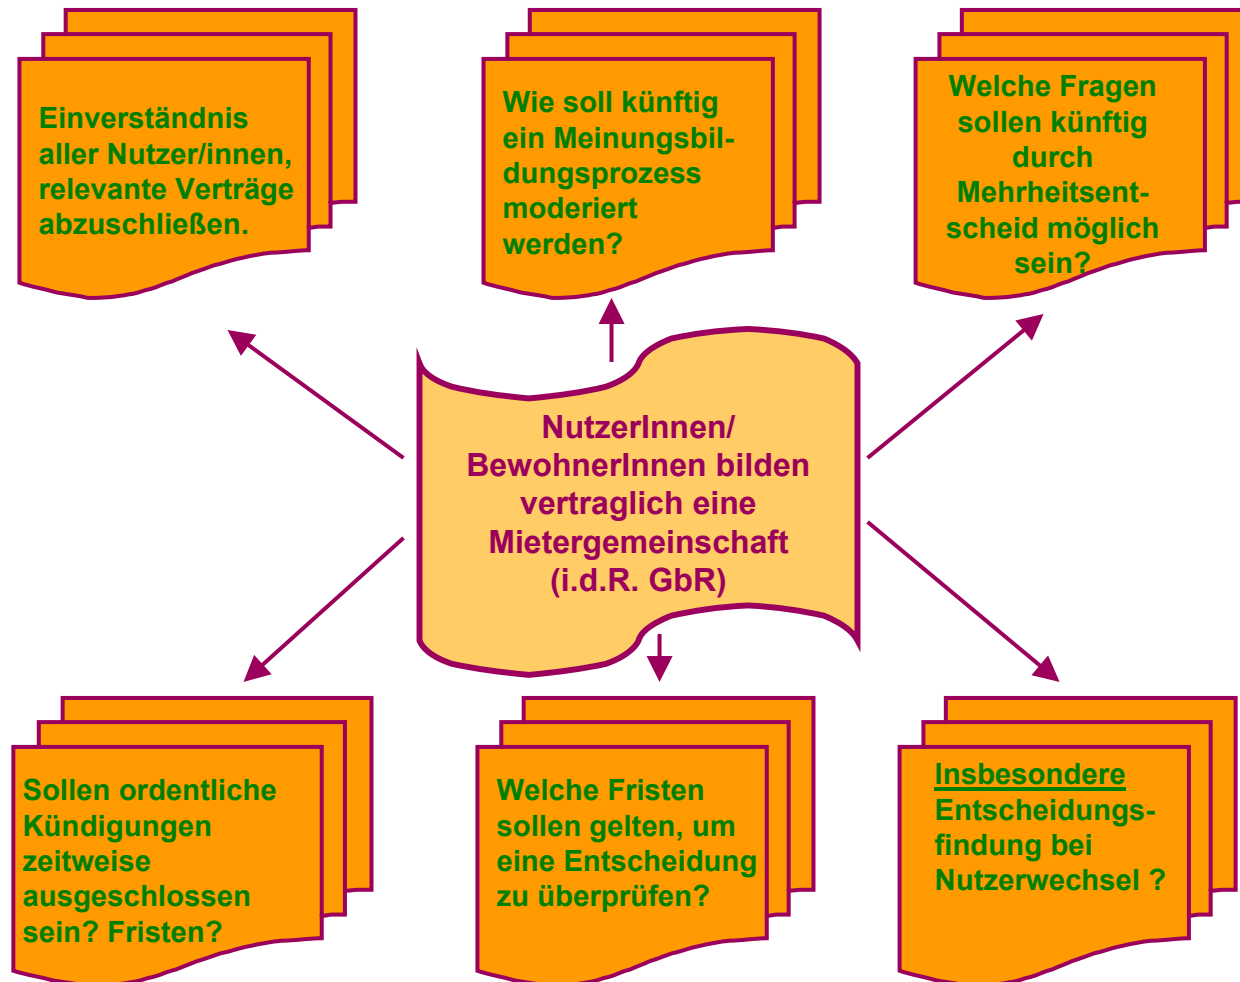 Einverständnis
aller Nutzer/innen,
relevante Verträge
abzuschließen.
Wie soll künftig
ein Meinungsbil-
dungsprozess
moderiert
werden?
Welche Fragen
sollen künftig
durch
Mehrheitsent-
scheid möglich
sein?
NutzerInnen/
BewohnerInnen bilden
vertraglich eine
Mietergemeinschaft
(i.d.R. GbR)
Sollen ordentliche
Kündigungen
zeitweise
ausgeschlossen
sein? Fristen?
Welche Fristen
sollen gelten, um
eine Entscheidung
zu überprüfen?
Insbesondere
Entscheidungs-
findung bei
Nutzerwechsel ?